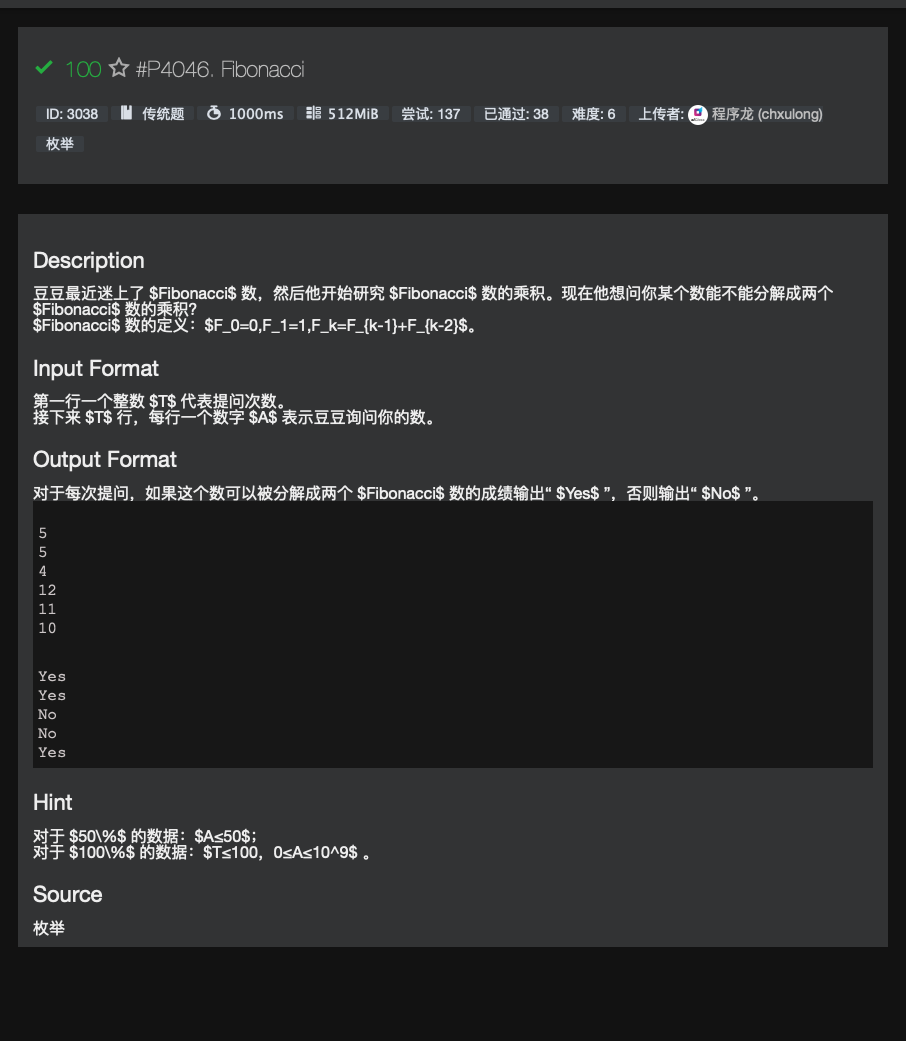 100 #P4046. Fibonacci
ID: 3038 传统题 1000ms 512MiB 尝试: 137 已通过: 38 难度: 6 上传者: 程序龙 (chxulong)
枚举
Description
豆豆最近迷上了 $Fibonacci$ 数，然后他开始研究 $Fibonacci$ 数的乘积。现在他想问你某个数能不能分解成两个
$Fibonacci$ 数的乘积?
$Fibonacci$ 数的定义：$F_0=0,F_1=1,F_k=F_{k-1}+F_{k-2}$。
Input Format
第一行一个整数 $T$ 代表提问次数。
接下来 $T$ 行，每行一个数字 $A$ 表示豆豆询问你的数。
Output Format
对于每次提问，如果这个数可以被分解成两个 $Fibonacci$ 数的成绩输出“ $Yes$ ”，否则输出“ $No$ ”。
5
5
4
12
11
10
Yes
Yes
No
No
Yes
Hint
对于 $50\%$ 的数据：$A≤50$；
对于 $100\%$ 的数据：$T≤100，0≤A≤10^9$ 。
Source
枚举